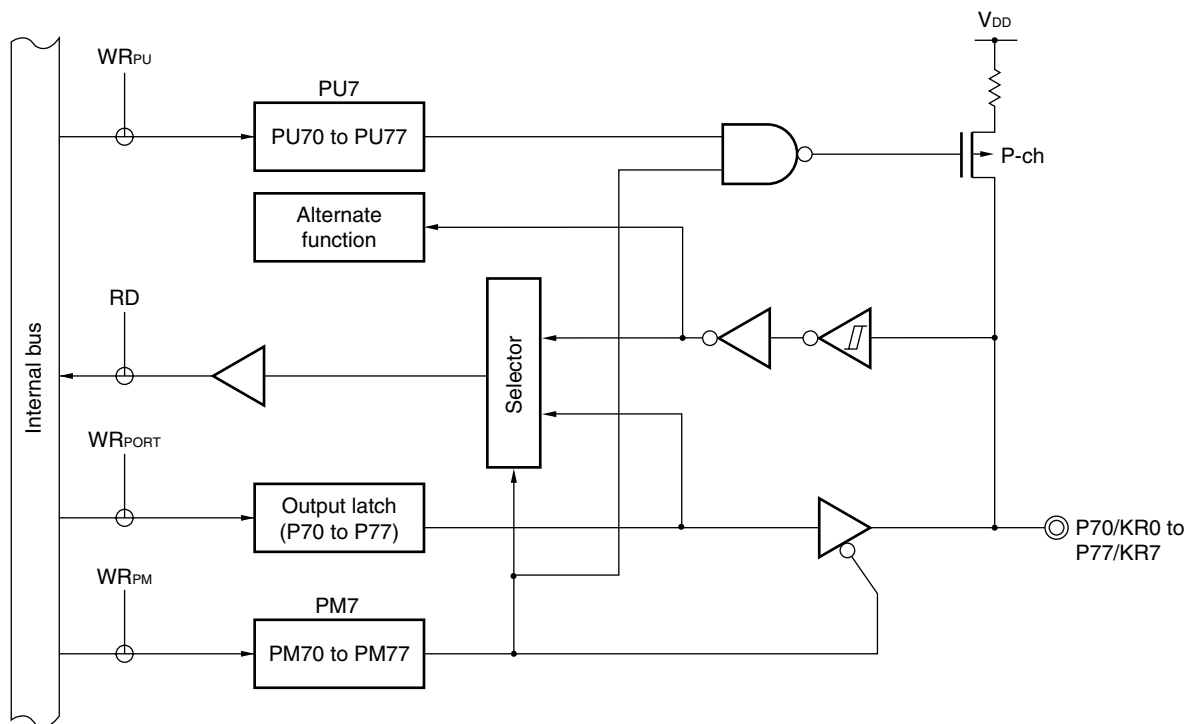 VDD
WRPU
PU7
PU70 to PU77
P-ch
Alternate
function
RD
Internal bus
Selector
WRPORT
Output latch
(P70 to P77)
P70/KR0 to
P77/KR7
WRPM
PM7
PM70 to PM77